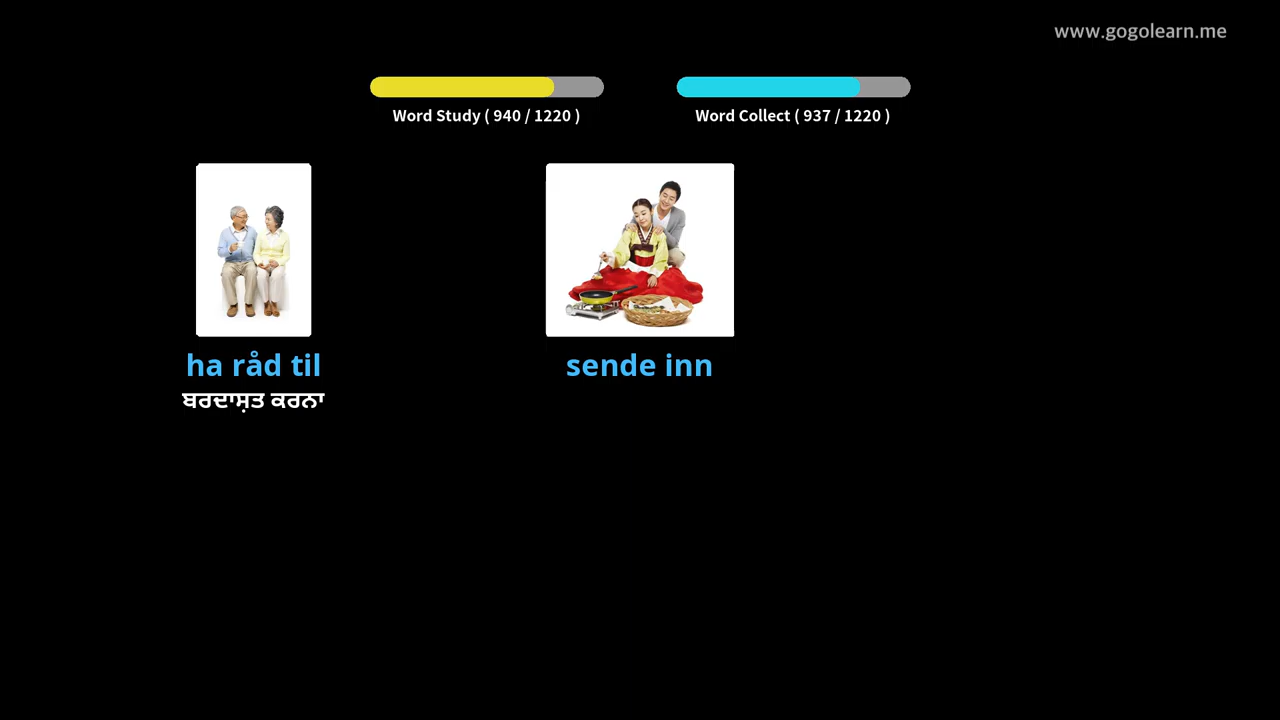 www.gogolearn.me
Word Study ( 940 / 1220 )
Word Collect ( 937 / 1220 )
ha råd til
ਬਰਦਾਸ਼ਤ ਕਰਨਾ
sende inn